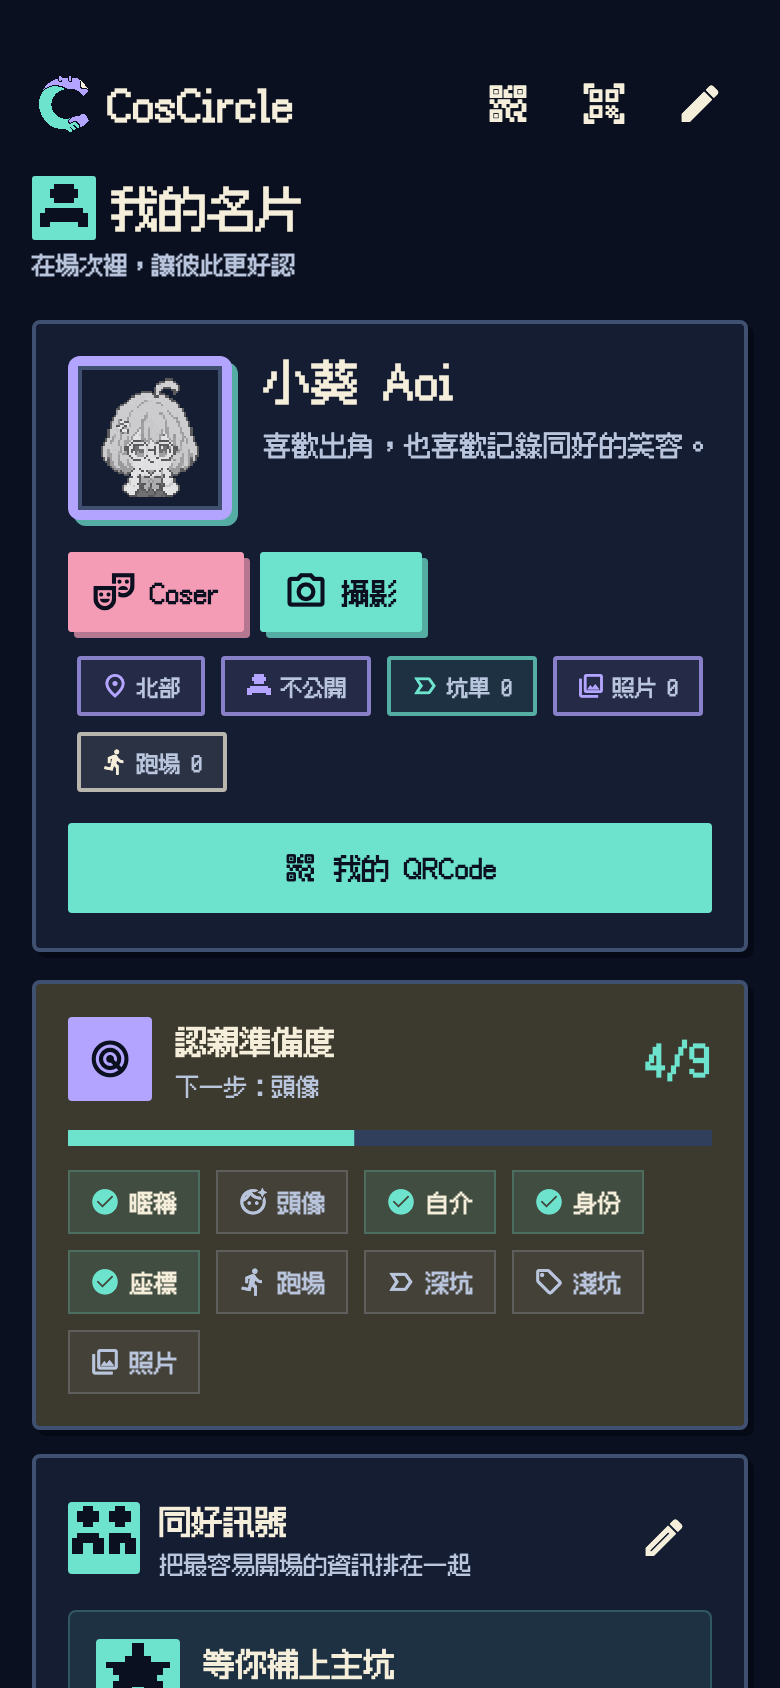 CosCircle
我的名片
在場次裡，讓彼此更好認
小葵 Aoi
喜歡出角，也喜歡記錄同好的笑容。
Coser
攝影
北部
不公開
坑單 0
照片 0
跑場 0
我的 QRCode
認親準備度
下一步：頭像
4/9
暱稱
頭像
自介
身份
座標
跑場
深坑
淺坑
照片
同好訊號
把最容易開場的資訊排在一起
等你補上主坑